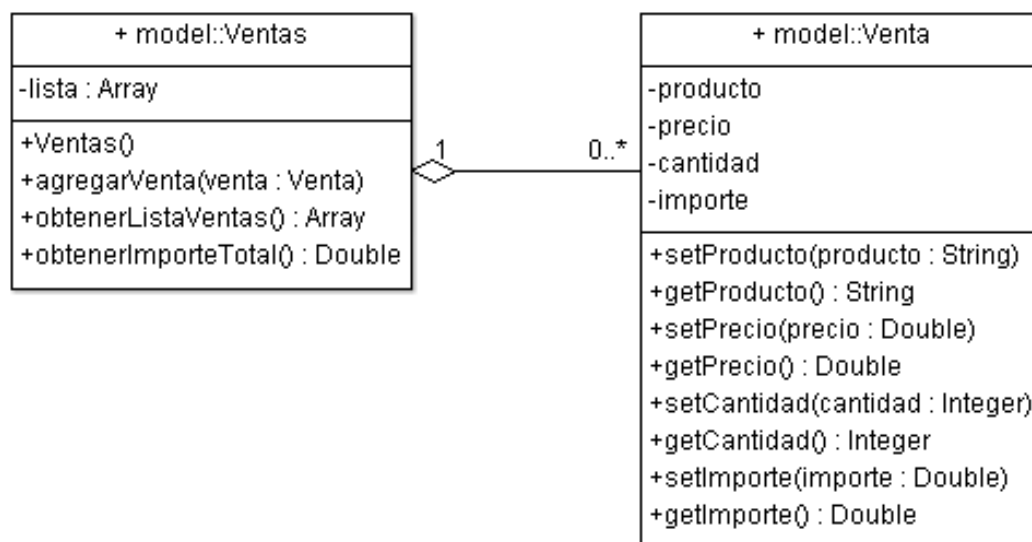 + model::Ventas
-lista : Array
+Ventas()
+agregarVenta(venta : Venta)
+obtenerListaVentas() : Array
+obtenerImporteTotal() : Double
1
0..*
+ model::Venta
-producto
-precio
-cantidad
-importe
+setProducto(producto : String)
+getProducto() : String
+setPrecio(precio : Double)
+getPrecio() : Double
+setCantidad(cantidad : Integer)
+getCantidad() : Integer
+setImporte(importe : Double)
+getImporte() : Double